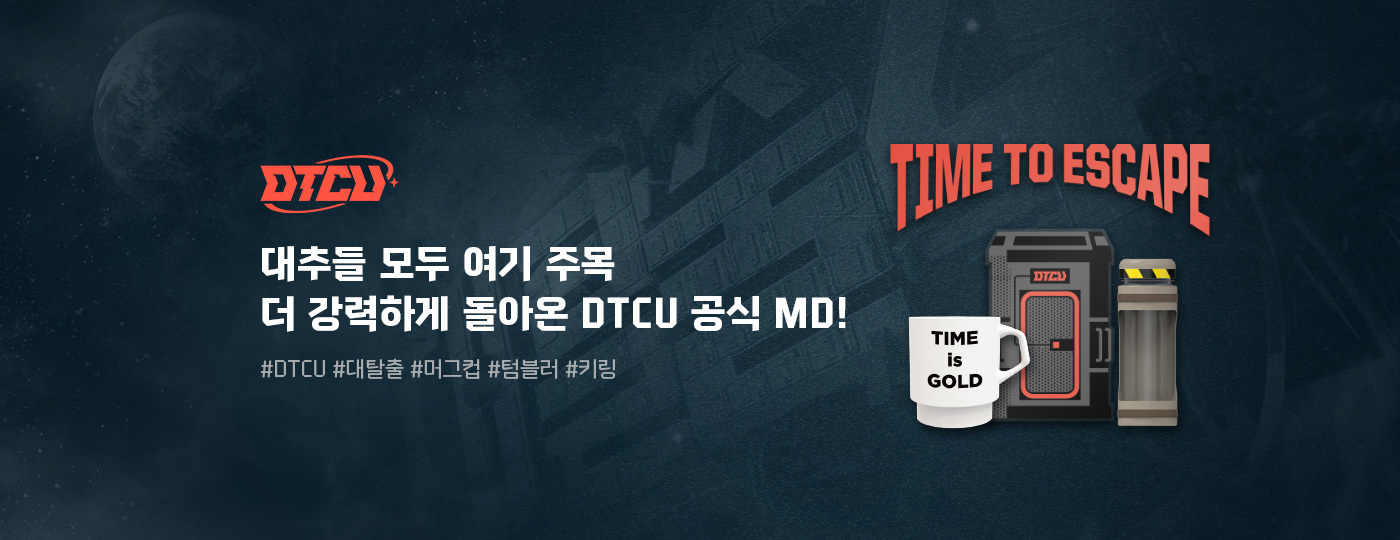 DTCU
대추들 모두 여기 주목
더 강력하게 돌아온 DTCU 공식 MD!
#DTCU #대탈출 #머그컵 #텀블러 #키링
TIME TO ESCAPE
DTCU
TIME
is
GOLD